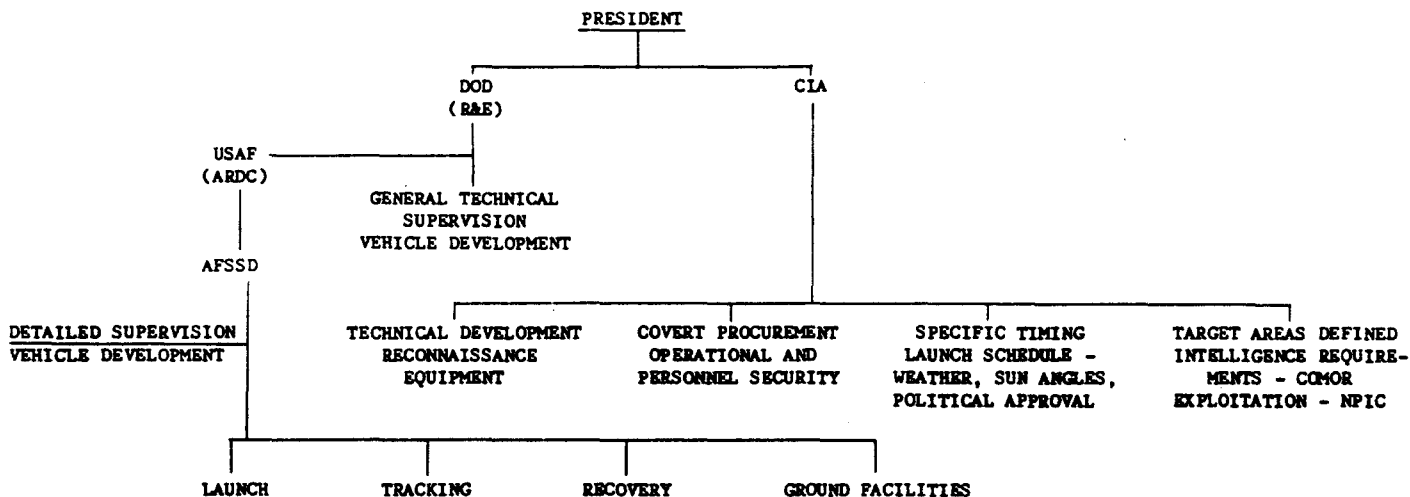 PRESIDENT
DOD
(R&E)
CIA
USAF
(ARDC)
GENERAL TECHNICAL
SUPERVISION
VEHICLE DEVELOPMENT
AFSSD
DETAILED SUPERVISION
VEHICLE DEVELOPMENT
TECHNICAL DEVELOPMENT
RECONNAISSANCE
EQUIPMENT
COVERT PROCUREMENT
OPERATIONAL AND
PERSONNEL SECURITY
SPECIFIC TIMING
LAUNCH SCHEDULE -
WEATHER, SUN ANGLES,
POLITICAL APPROVAL
TARGET AREAS DEFINED
INTELLIGENCE REQUIRE-
MENTS - COMOR
EXPLOITATION - NPIC
LAUNCH
TRACKING
RECOVERY
GROUND FACILITIES